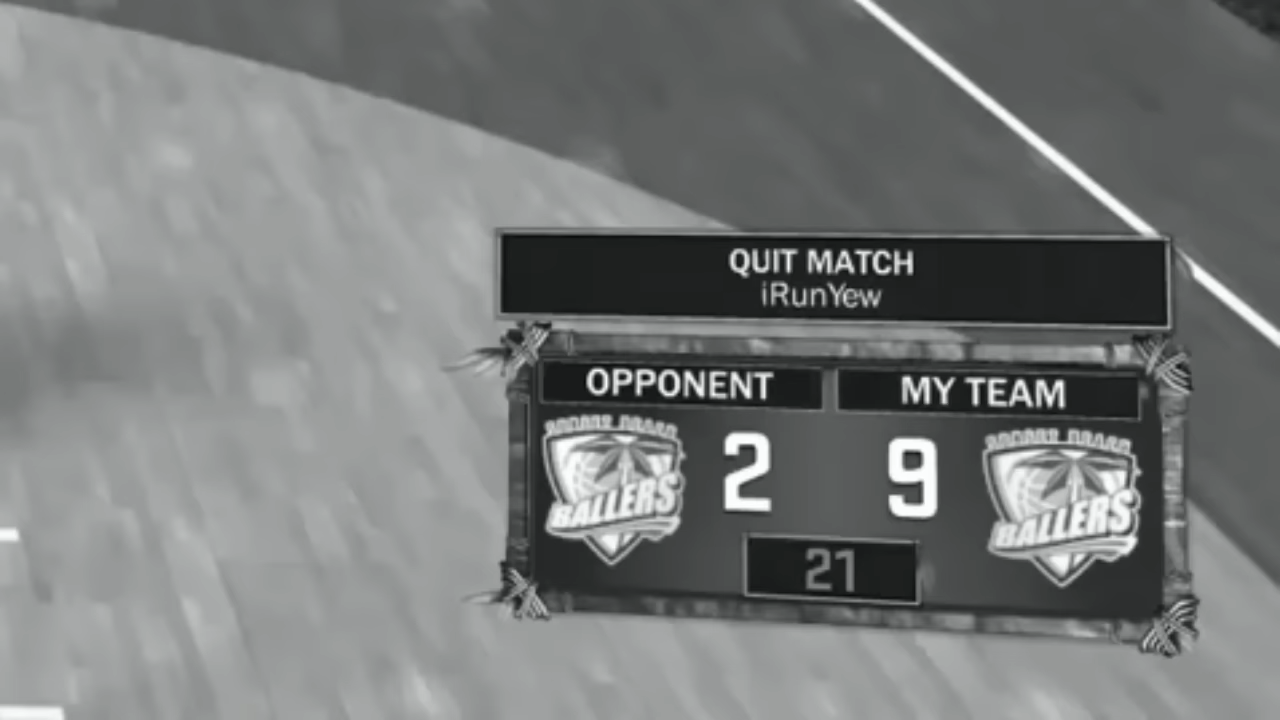 QUIT MATCH
iRunYew
OPPONENT
MY TEAM
2
9
BALLERS
BALLERS
21